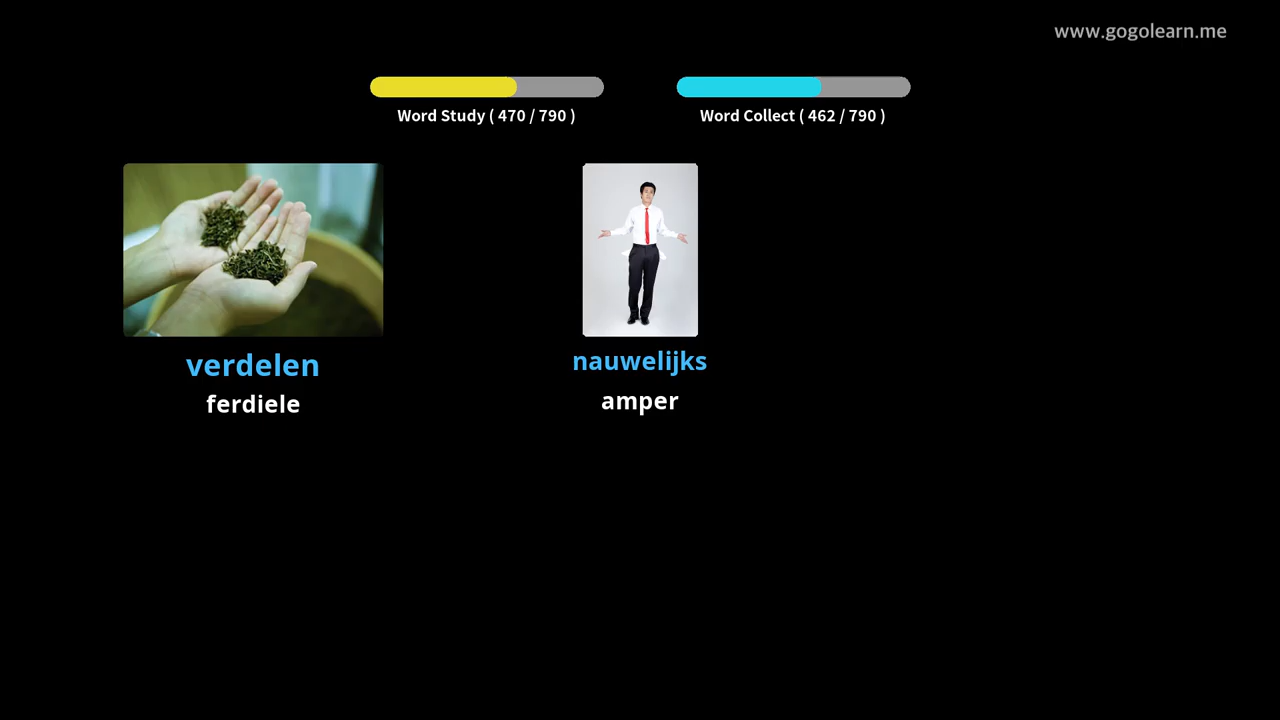 www.gogolearn.me
Word Study ( 470 / 790 )
Word Collect ( 462 / 790 )
verdelen
ferdiele
nauwelijks
amper